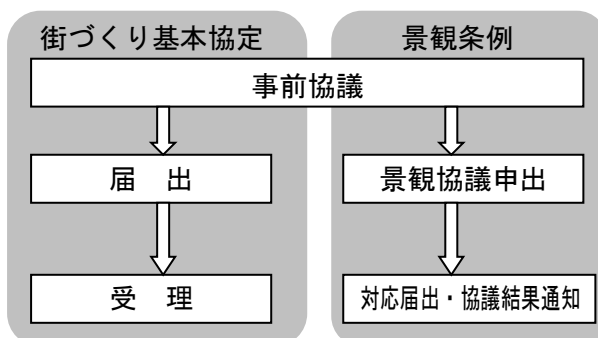 街づくり基本協定
景観条例
事前協議
届　出
景観協議申出
受　理
対応届出・協議結果通知